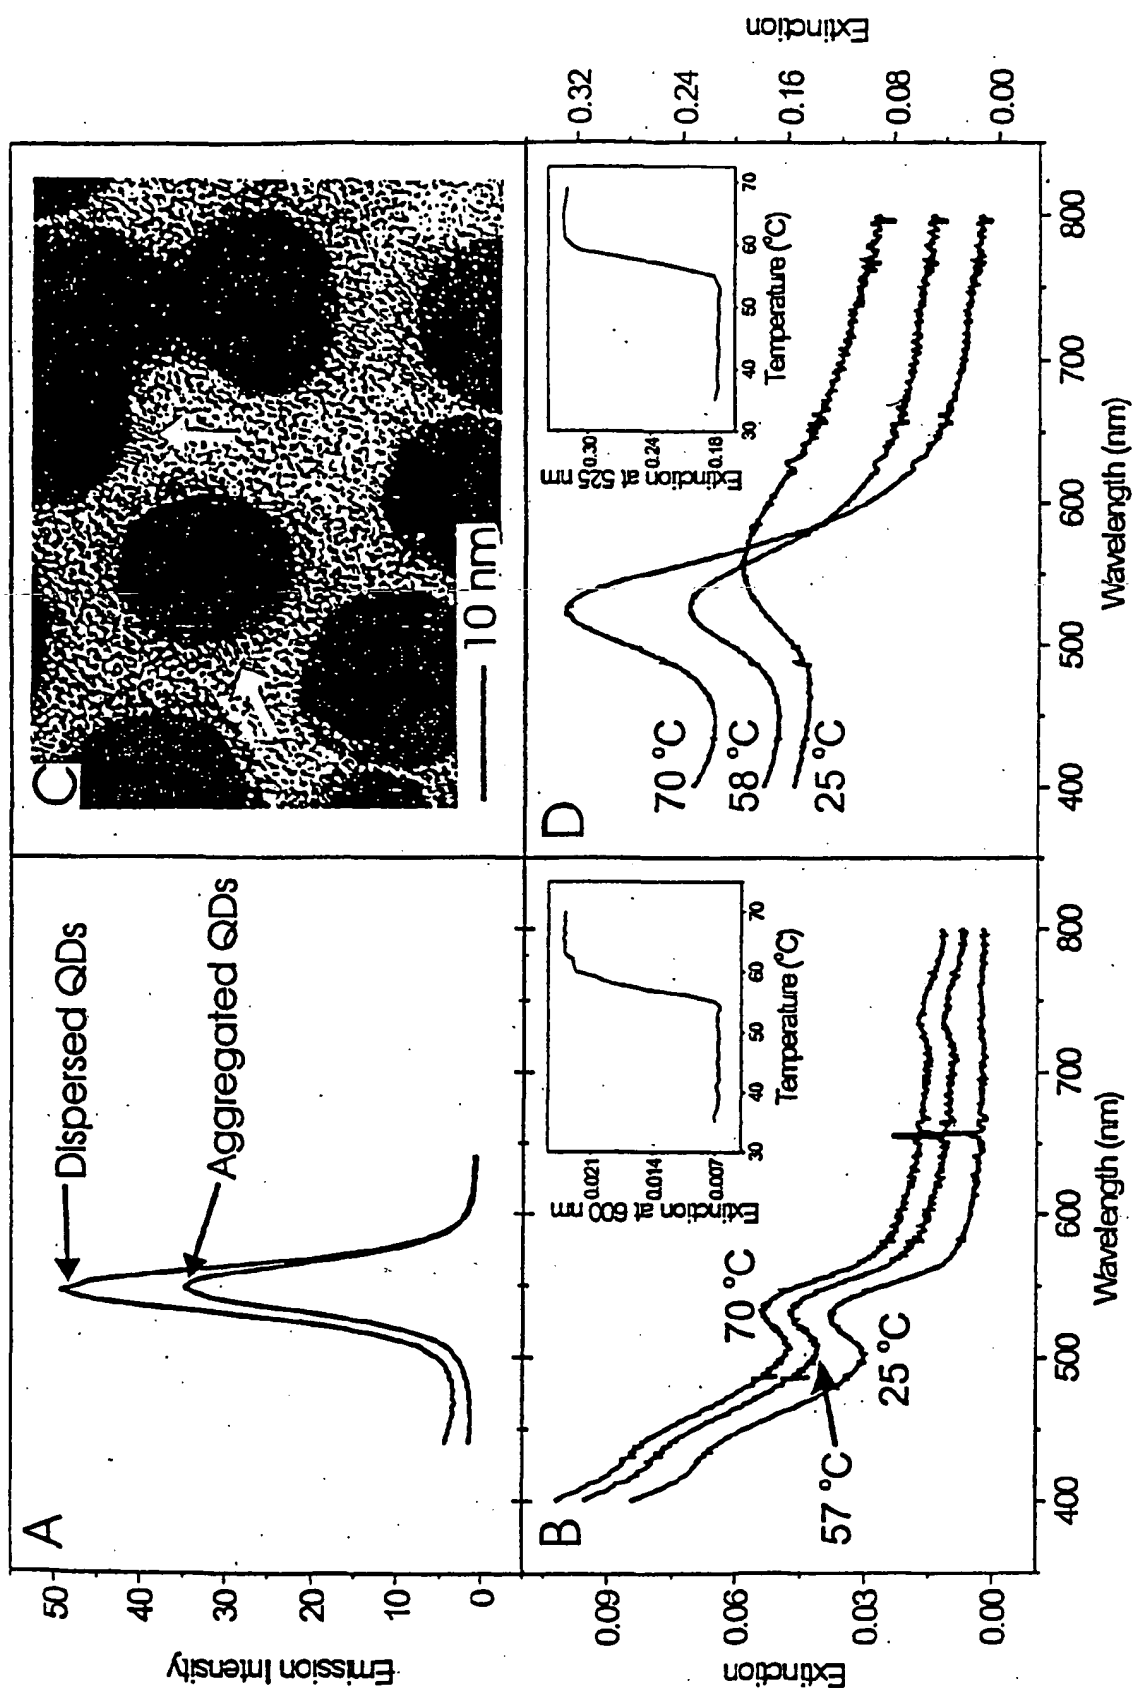 A
Dispersed QDs
Aggregated QDs
Emission Intensity
50
40
30
20
10
0
C
10 nm
B
70 °C
57 °C
25 °C
Extinction
0.09
0.06
0.03
0.00
400
500
600
700
800
Wavelength (nm)
Extinction at 600 nm
0.021
0.014
0.007
30
40
50
60
70
Temperature (°C)
D
70 °C
58 °C
25 °C
Extinction
0.32
0.24
0.16
0.08
0.00
400
500
600
700
800
Wavelength (nm)
Extinction at 525 nm
0.30
0.24
0.18
30
40
50
60
70
Temperature (°C)